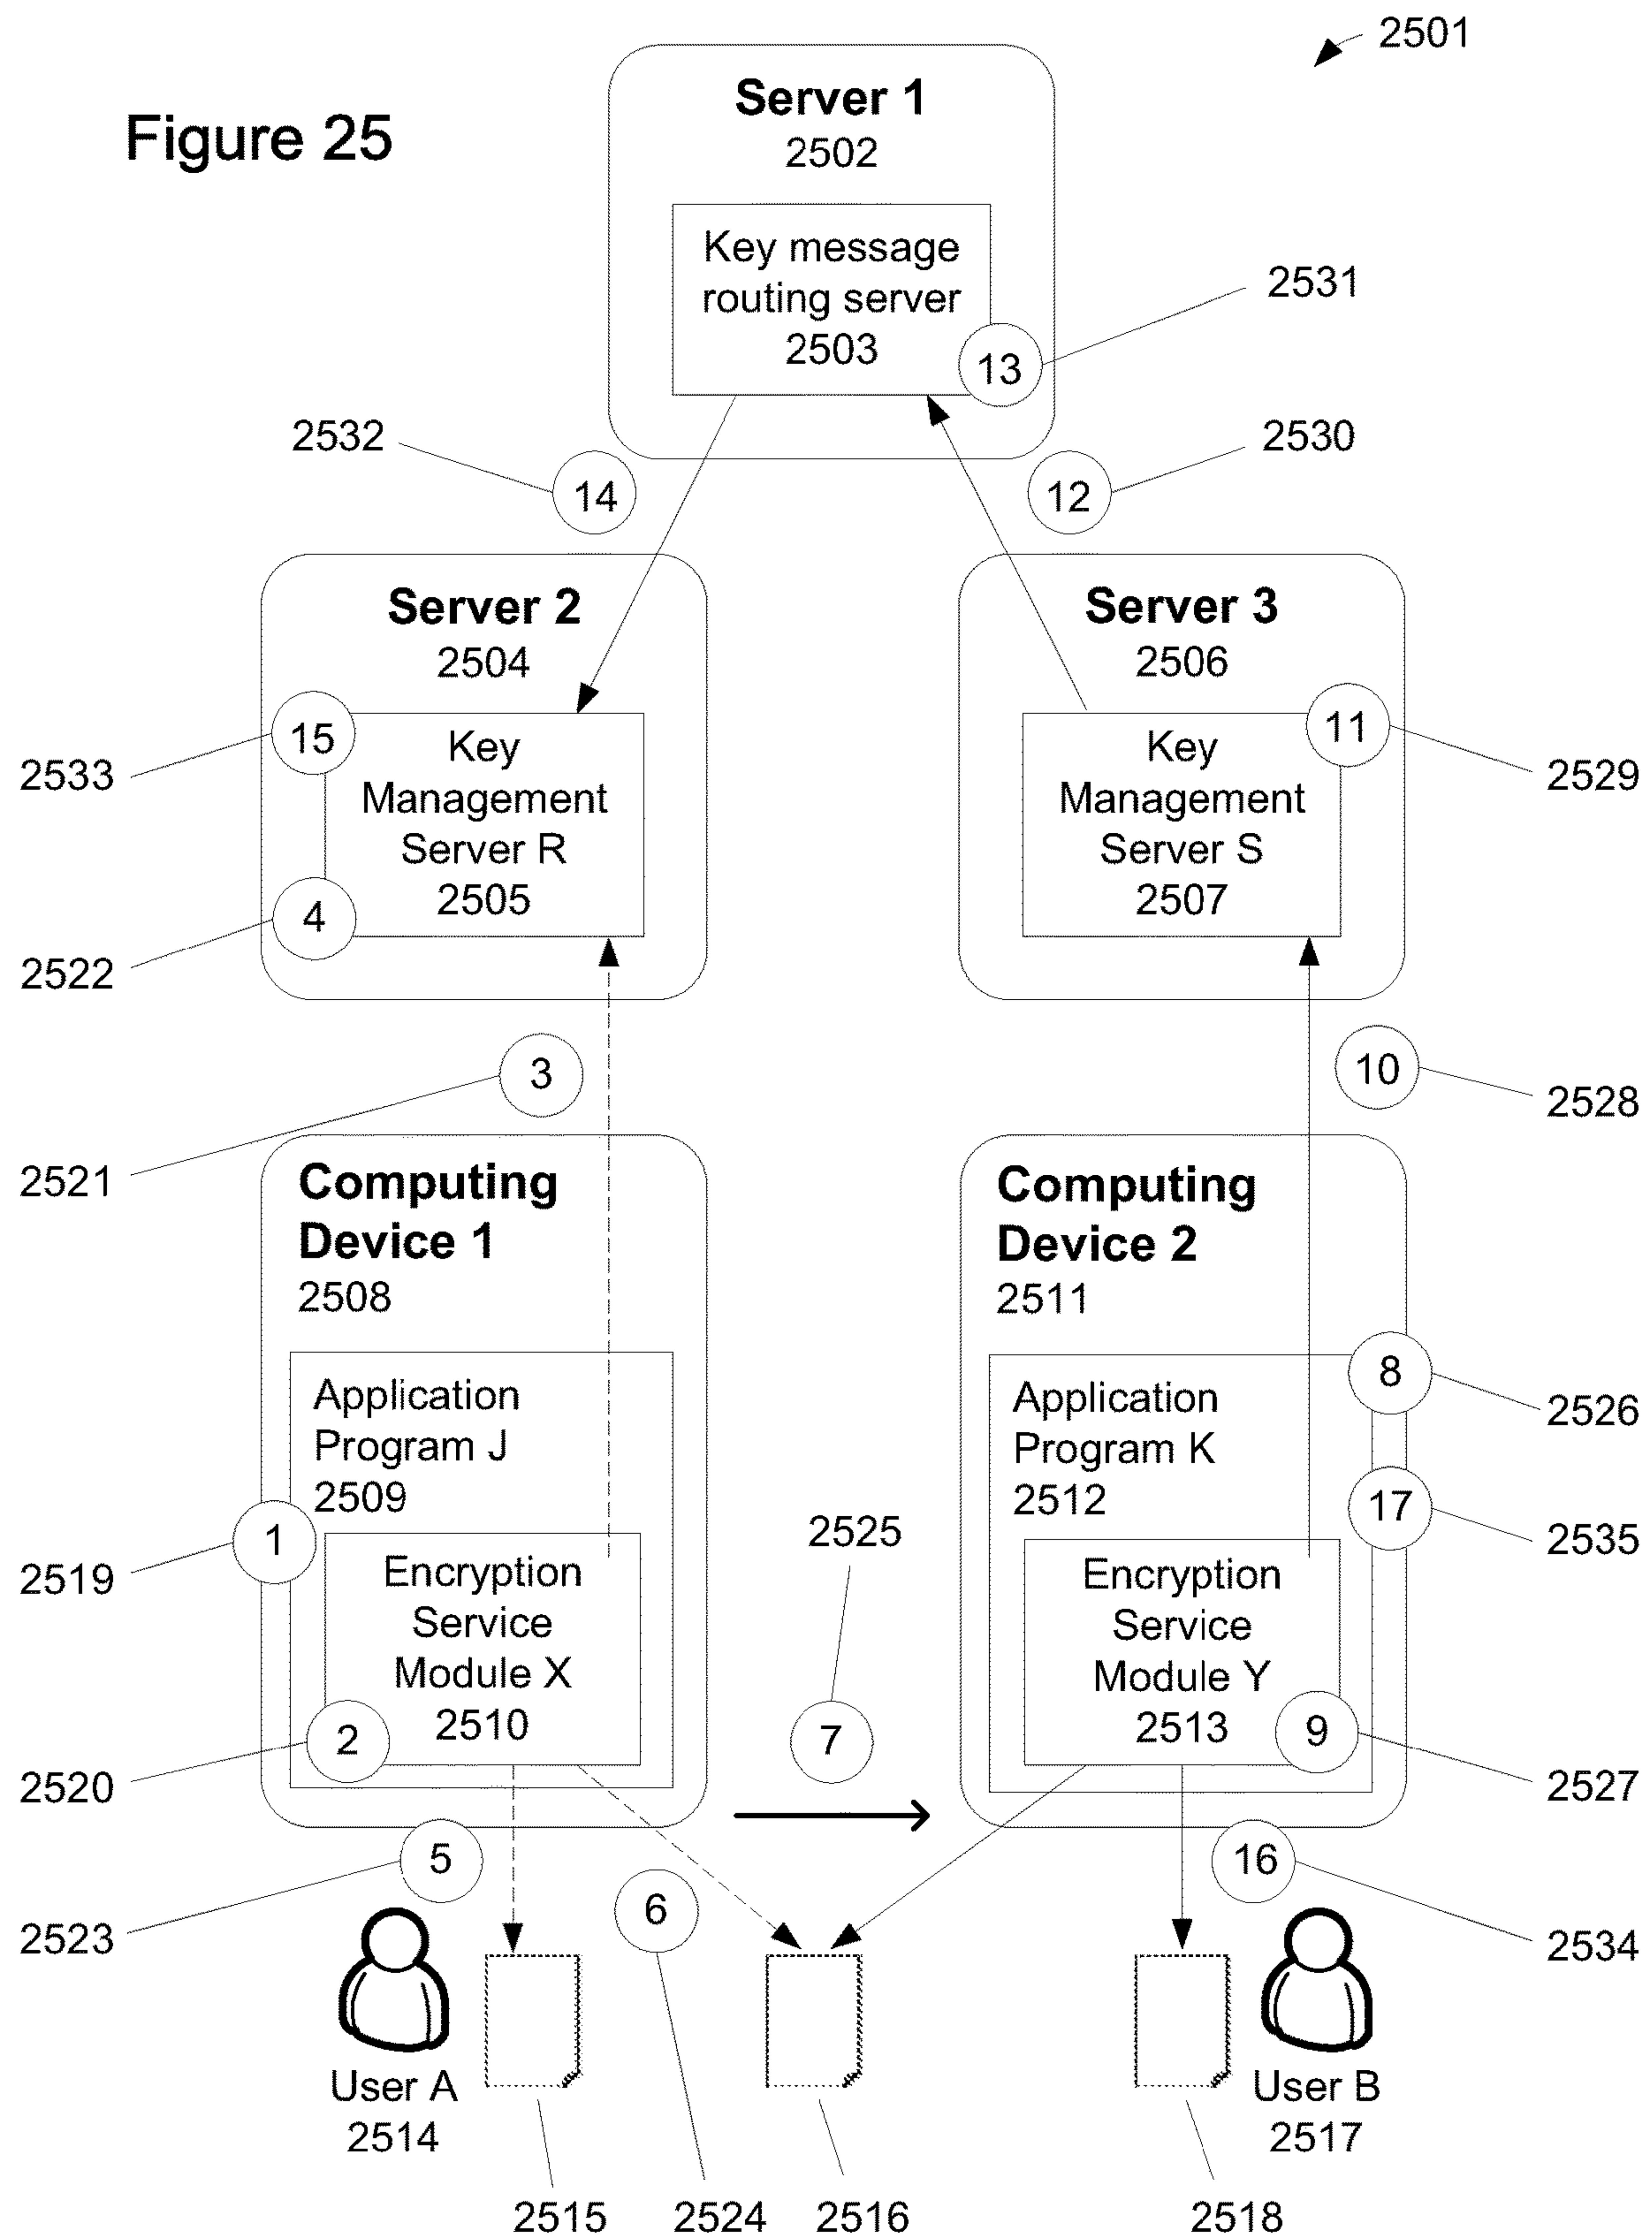 2501
Figure 25
Server 1
2502
Key message
routing server
2503
13
2531
2532
14
12
2530
Server 2
2504
15
Key
Management
Server R
2505
4
2533
2522
Server 3
2506
11
Key
Management
Server S
2507
2529
3
2521
10
2528
Computing
Device 1
2508
Application
Program J
2509
1
2519
Encryption
Service
Module X
2510
2
2520
2525
7
Computing
Device 2
2511
8
2526
Application
Program K
2512
17
2535
Encryption
Service
Module Y
2513
9
2527
5
2523
6
16
2534
User A
2514
User B
2517
2515
2524
2516
2518